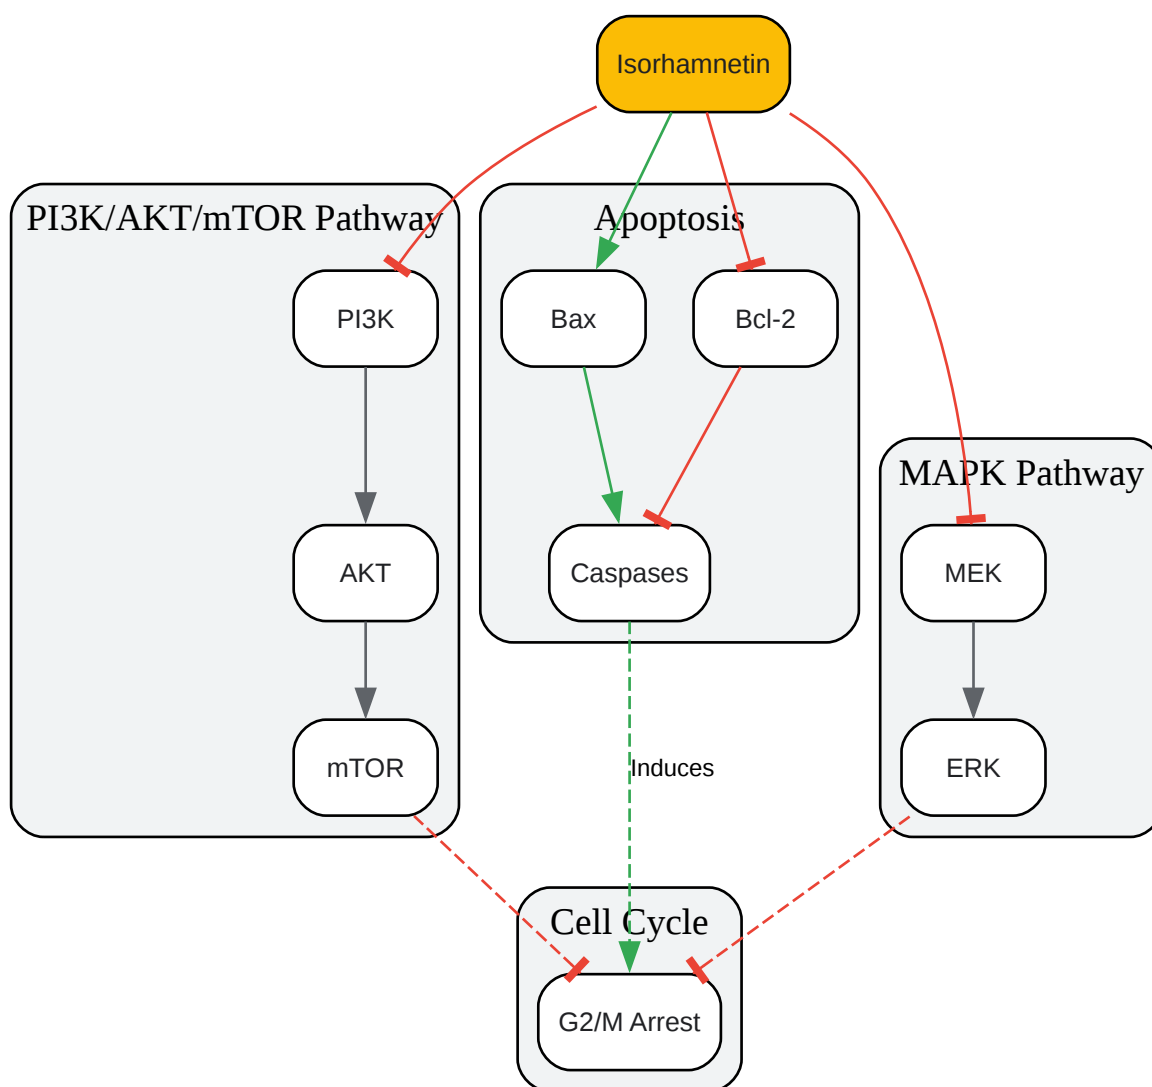 Isorhamnetin
PI3K/AKT/mTOR Pathway
Apoptosis
PI3K
Bax
Bcl-2
MAPK Pathway
AKT
Caspases
MEK
mTOR
Induces
ERK
Cell Cycle
G2/M Arrest